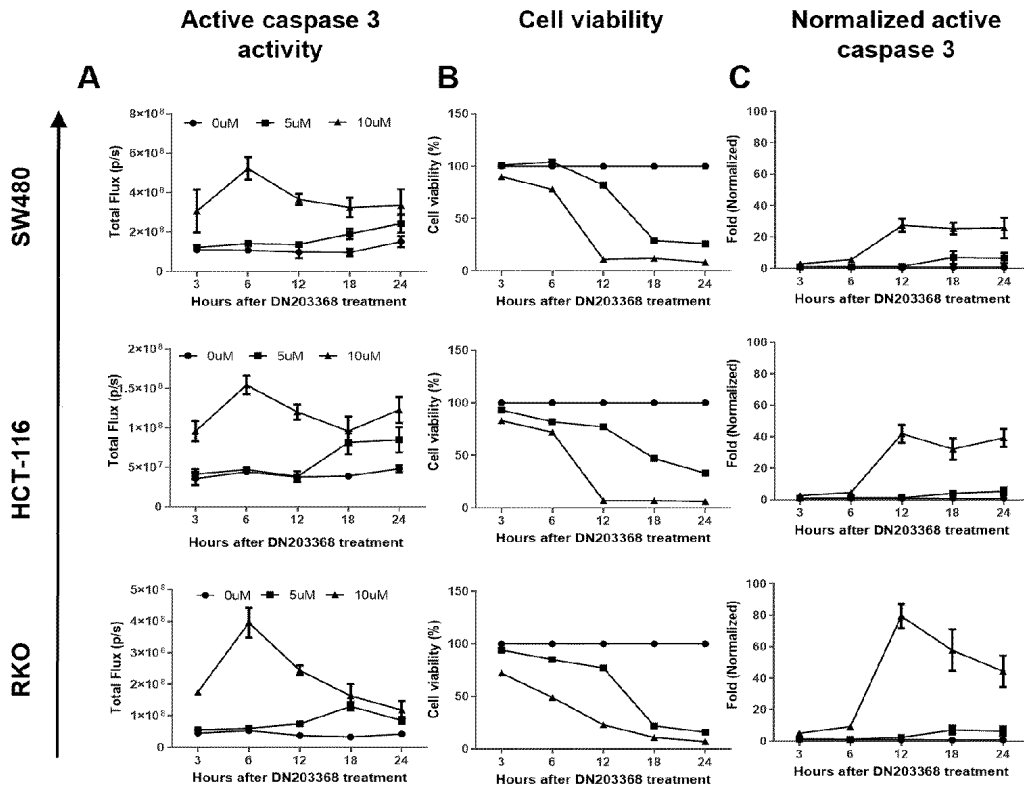 Active caspase 3
activity
Cell viability
Normalized active
caspase 3
A
B
C
SW480
8×10⁸
6×10⁸
4×10⁸
2×10⁸
0
Total Flux (p/s)
0uM 5uM 10uM
3 6 12 18 24
Hours after DN203368 treatment
150
100
50
0
Cell viability (%)
3 6 12 18 24
Hours after DN203368 treatment
100
80
60
40
20
0
Fold (Normalized)
3 6 12 18 24
Hours after DN203368 treatment
HCT-116
2×10⁸
1.5×10⁸
1×10⁸
5×10⁷
0
Total Flux (p/s)
0uM 5uM 10uM
3 6 12 18 24
Hours after DN203368 treatment
150
100
50
0
Cell viability (%)
3 6 12 18 24
Hours after DN203368 treatment
100
80
60
40
20
0
Fold (Normalized)
3 6 12 18 24
Hours after DN203368 treatment
RKO
5×10⁸
4×10⁸
3×10⁸
2×10⁸
1×10⁸
0
Total Flux (p/s)
0uM 5uM 10uM
3 6 12 18 24
Hours after DN203368 treatment
150
100
50
0
Cell viability (%)
3 6 12 18 24
Hours after DN203368 treatment
100
80
60
40
20
0
Fold (Normalized)
3 6 12 18 24
Hours after DN203368 treatment